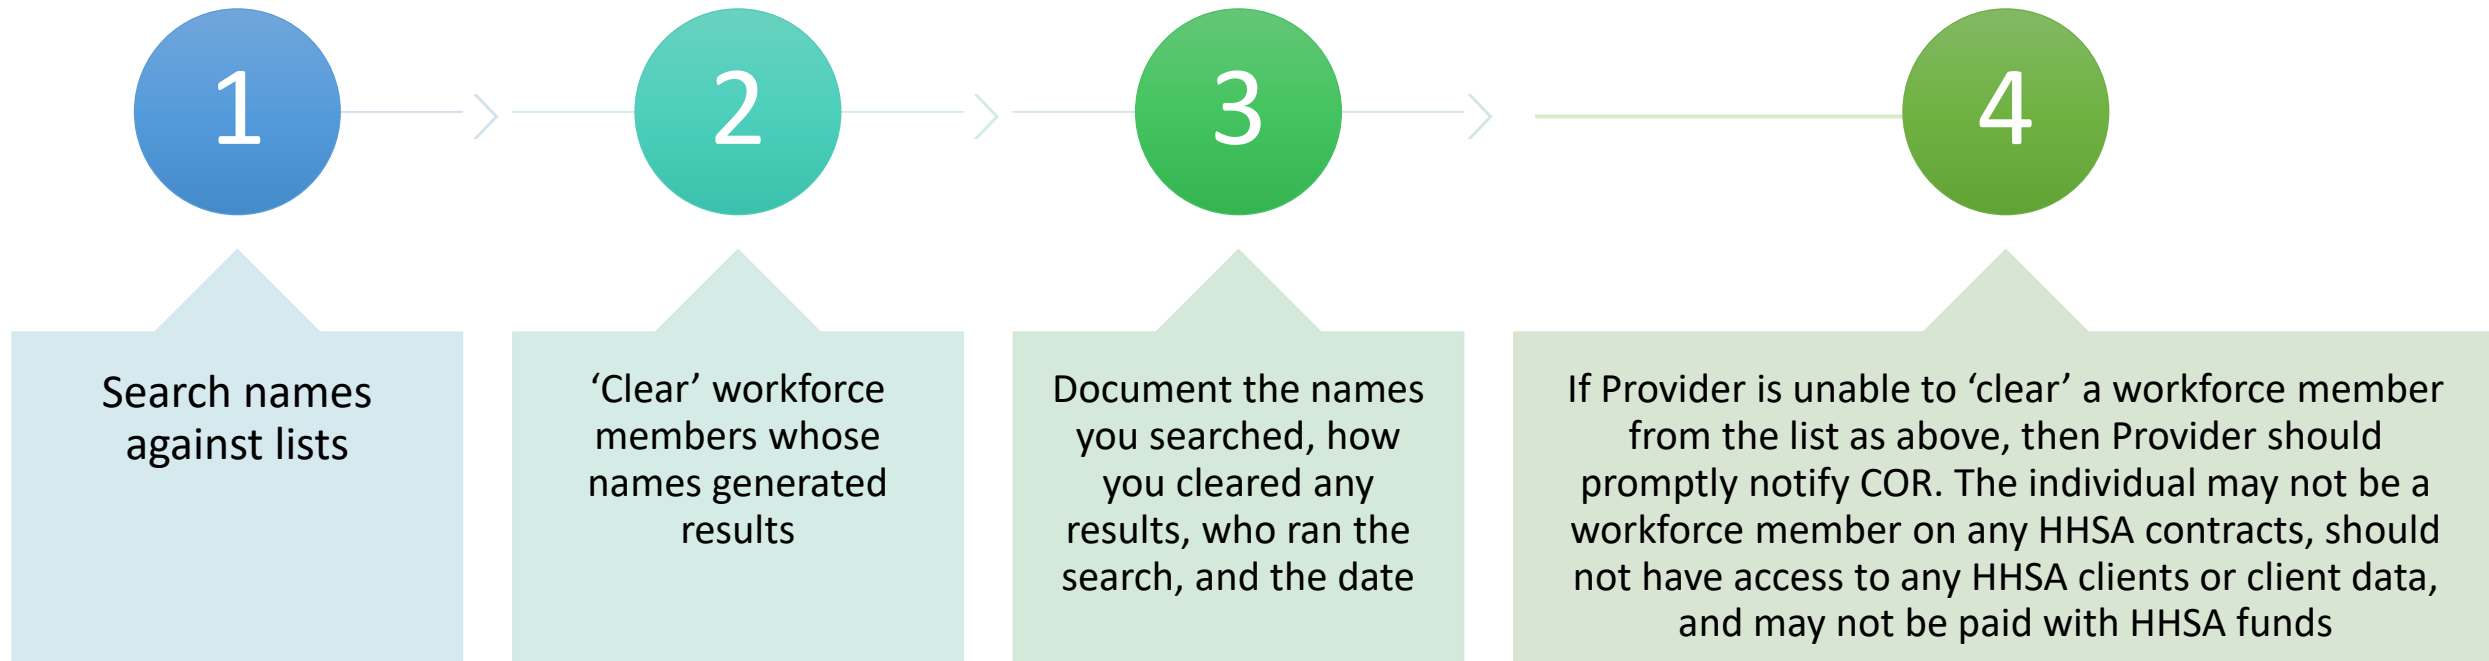 1
2
3
4
Search names
against lists
‘Clear’ workforce
members whose
names generated
results
Document the names
you searched, how
you cleared any
results, who ran the
search, and the date
If Provider is unable to ‘clear’ a workforce member
from the list as above, then Provider should
promptly notify COR. The individual may not be a
workforce member on any HHSA contracts, should
not have access to any HHSA clients or client data,
and may not be paid with HHSA funds